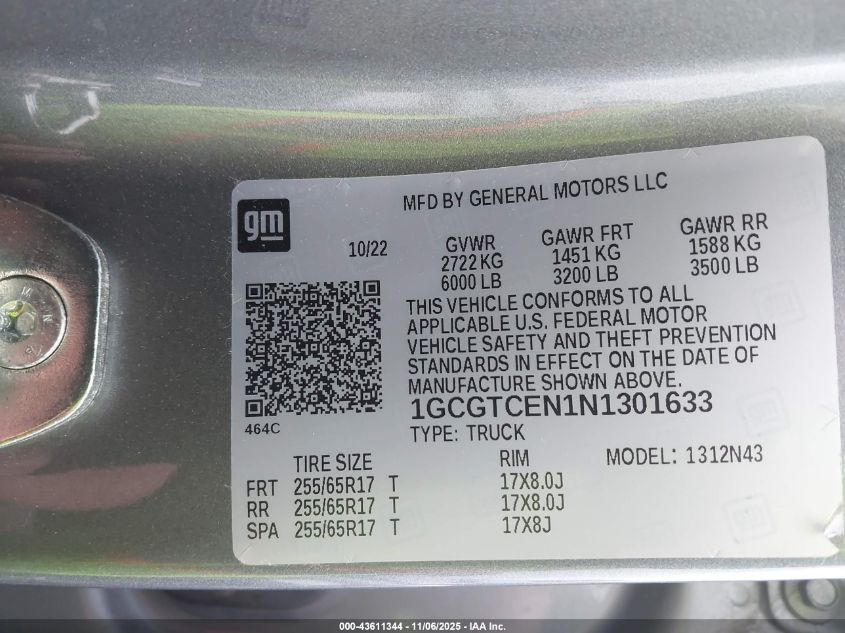 MFD BY GENERAL MOTORS LLC
gm
10/22
GVWR GAWR FRT GAWR RR
2722 KG 1451 KG 1588 KG
6000 LB 3200 LB 3500 LB
THIS VEHICLE CONFORMS TO ALL
APPLICABLE U.S. FEDERAL MOTOR
VEHICLE SAFETY AND THEFT PREVENTION
STANDARDS IN EFFECT ON THE DATE OF
MANUFACTURE SHOWN ABOVE.
464C
1GCGTCEN1N1301633
TYPE: TRUCK
TIRE SIZE RIM MODEL: 1312N43
FRT 255/65R17 T 17X8.0J
RR 255/65R17 T 17X8.0J
SPA 255/65R17 T 17X8J
000-43611344 - 11/06/2025 - IAA Inc.